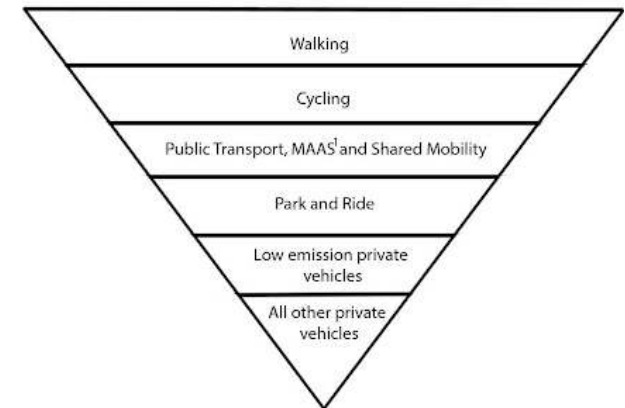 Walking
Cycling
Public Transport, MAAS¹ and Shared Mobility
Park and Ride
Low emission private
vehicles
All other private
vehicles